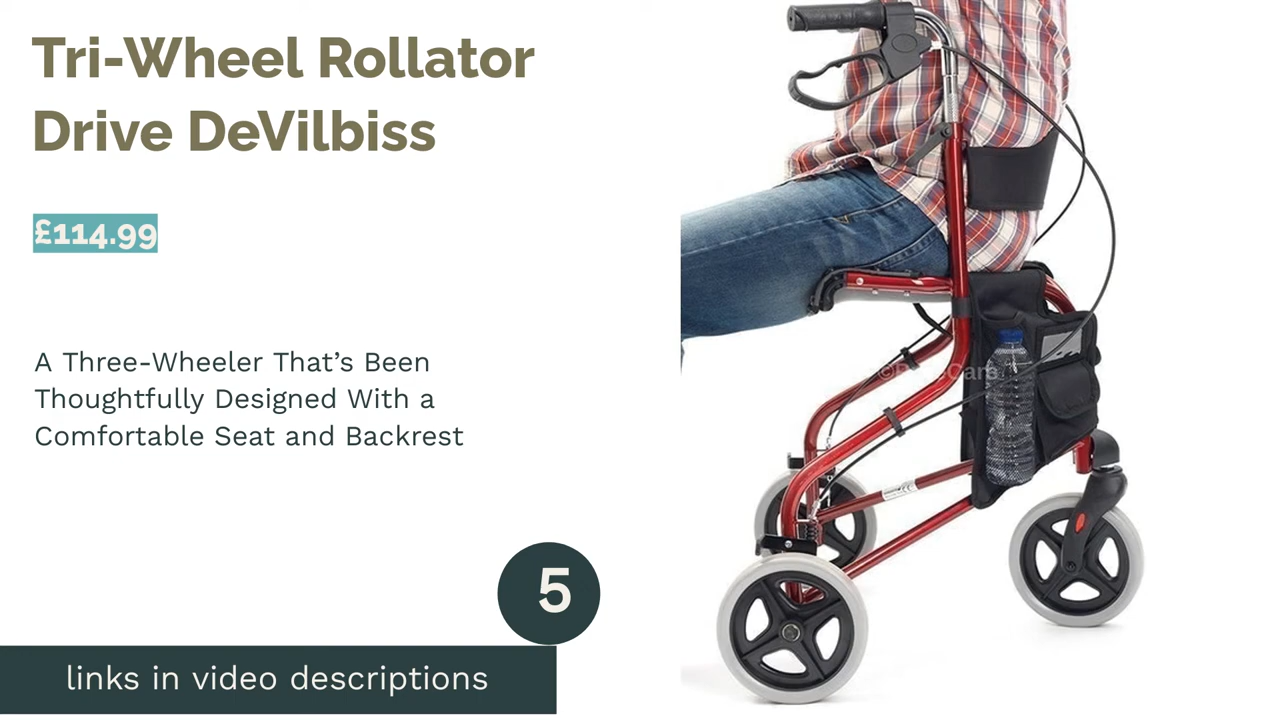 Tri-Wheel Rollator
Drive DeVilbiss
£114.99
A Three-Wheeler That’s Been
Thoughtfully Designed With a
Comfortable Seat and Backrest
5
links in video descriptions